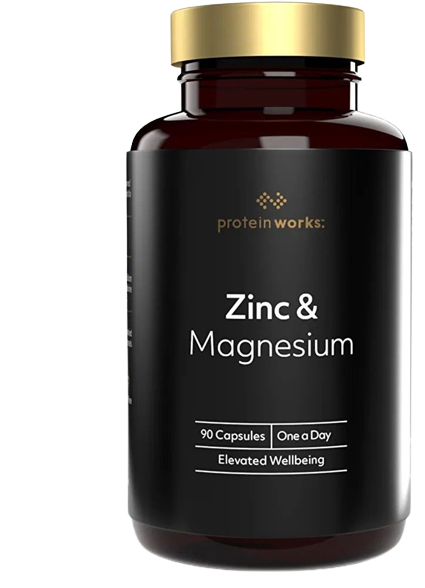 protein works:
Zinc &
Magnesium
90 Capsules | One a Day
Elevated Wellbeing